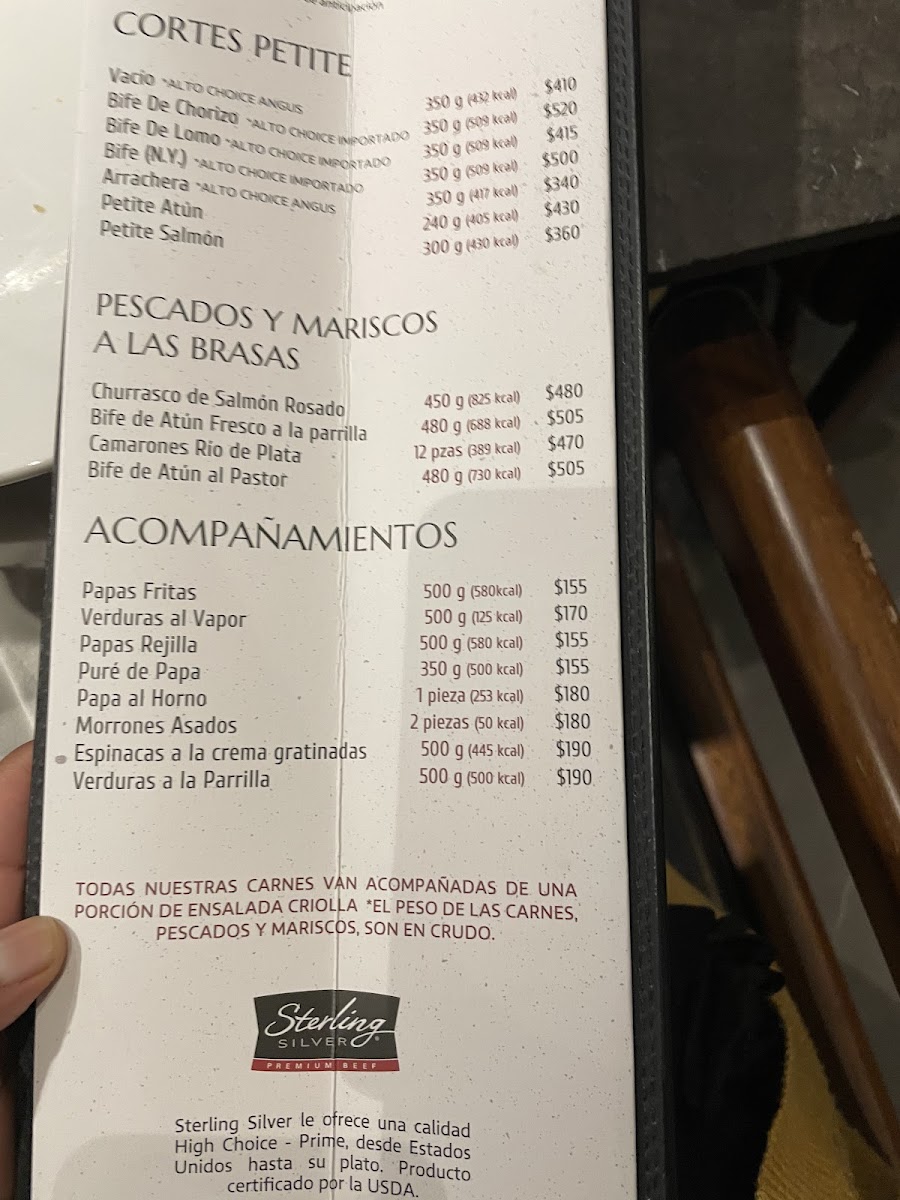 de anticipación
CORTES PETITE
Vacio *ALTO CHOICE ANGUS 350 g (432 kcal) $410
Bife De Chorizo *ALTO CHOICE IMPORTADO 350 g (509 kcal) $520
Bife De Lomo *ALTO CHOICE IMPORTADO 350 g (509 kcal) $415
Bife (N.Y.) *ALTO CHOICE IMPORTADO 350 g (509 kcal) $500
Arrachera *ALTO CHOICE ANGUS 350 g (417 kcal) $340
Petite Atún 240 g (405 kcal) $430
Petite Salmón 300 g (430 kcal) $360
PESCADOS Y MARISCOS
A LAS BRASAS
Churrasco de Salmón Rosado 450 g (825 kcal) $480
Bife de Atún Fresco a la parrilla 480 g (688 kcal) $505
Camarones Río de Plata 12 pzas (389 kcal) $470
Bife de Atún al Pastor 480 g (730 kcal) $505
ACOMPAÑAMIENTOS
Papas Fritas 500 g (580kcal) $155
Verduras al Vapor 500 g (125 kcal) $170
Papas Rejilla 500 g (580 kcal) $155
Puré de Papa 350 g (500 kcal) $155
Papa al Horno 1 pieza (253 kcal) $180
Morrones Asados 2 piezas (50 kcal) $180
Espinacas a la crema gratinadas 500 g (445 kcal) $190
Verduras a la Parrilla 500 g (500 kcal) $190
TODAS NUESTRAS CARNES VAN ACOMPAÑADAS DE UNA
PORCIÓN DE ENSALADA CRIOLLA *EL PESO DE LAS CARNES,
PESCADOS Y MARISCOS, SON EN CRUDO.
Sterling
SILVER®
PREMIUM BEEF
Sterling Silver le ofrece una calidad
High Choice - Prime, desde Estados
Unidos hasta su plato. Producto
certificado por la USDA.